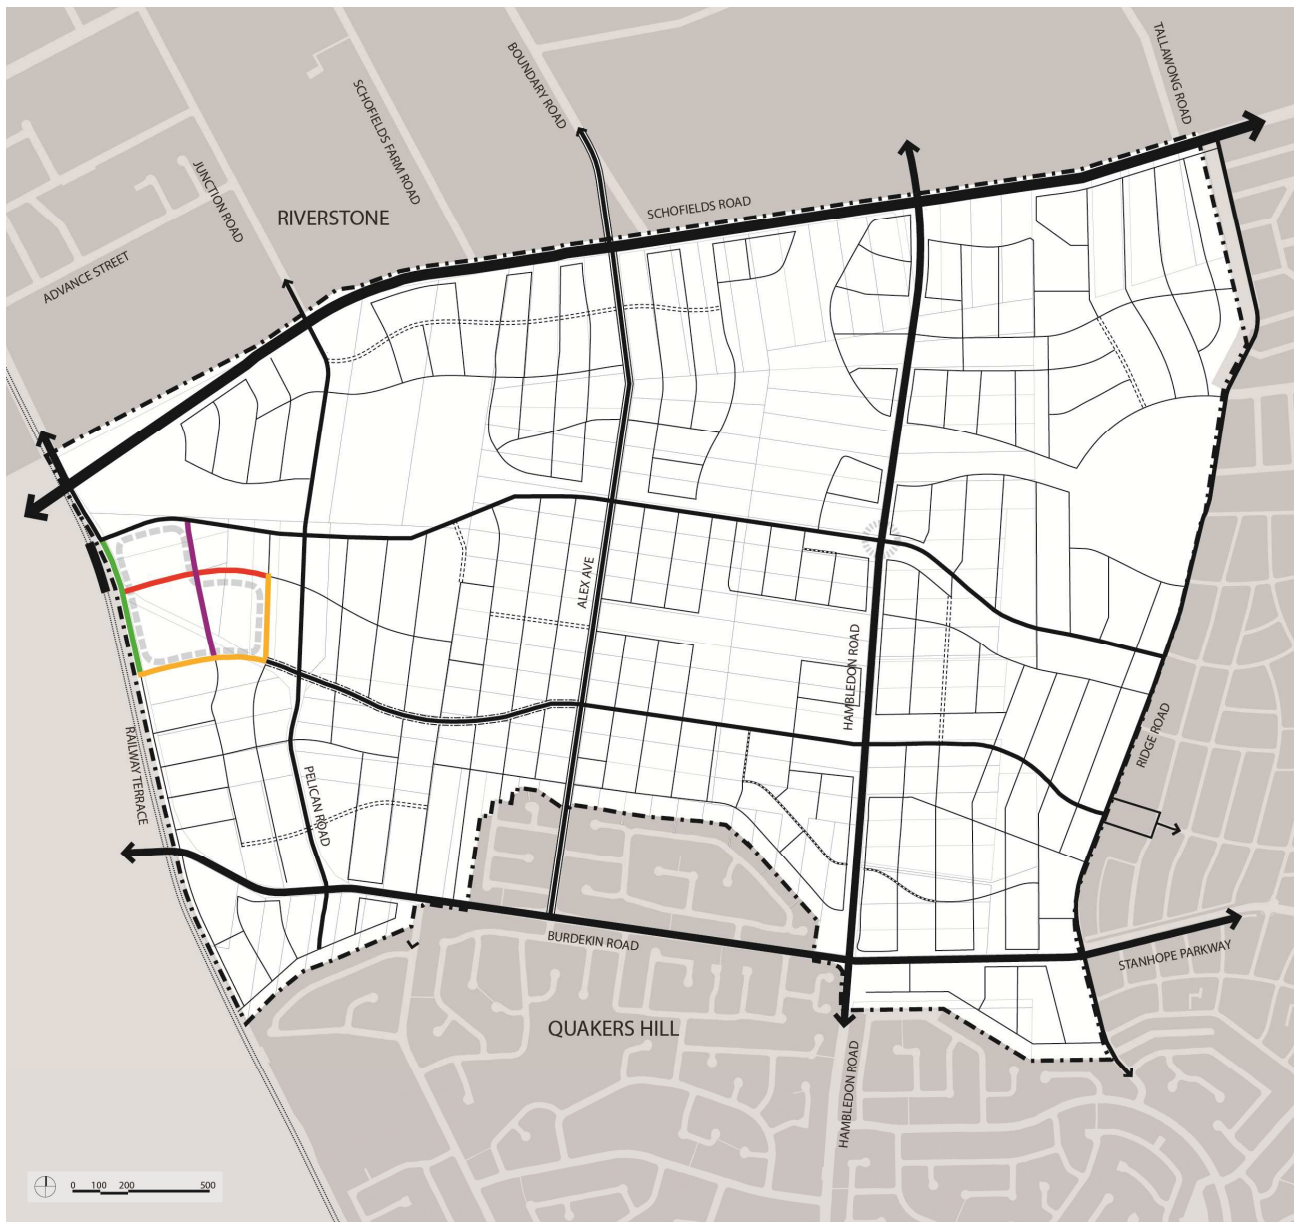 TALLAWONG ROAD
BOUNDARY ROAD
SCHOFIELDS FARM ROAD
JUNCTION ROAD
SCHOFIELDS ROAD
RIVERSTONE
ADVANCE STREET
ALEX AVE
HAMBLEDON ROAD
RIDGE ROAD
RAILWAY TERRACE
PELICAN ROAD
BURDEKIN ROAD
STANHOPE PARKWAY
QUAKERS HILL
HAMBLEDON ROAD
0 100 200 500